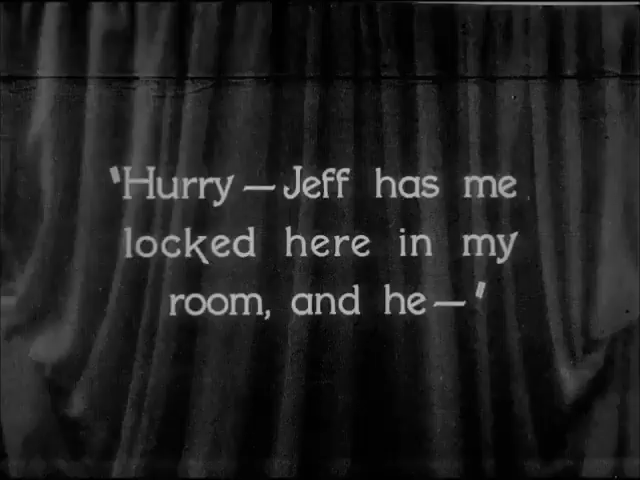 "Hurry — Jeff has me
locked here in my
room, and he — "